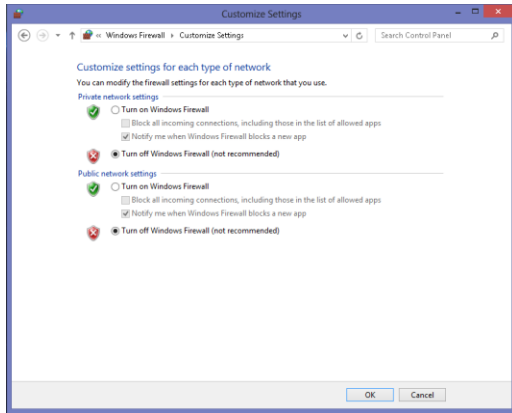 Customize Settings
« Windows Firewall › Customize Settings
Search Control Panel
Customize settings for each type of network
You can modify the firewall settings for each type of network that you use.
Private network settings
Turn on Windows Firewall
Block all incoming connections, including those in the list of allowed apps
Notify me when Windows Firewall blocks a new app
Turn off Windows Firewall (not recommended)
Public network settings
Turn on Windows Firewall
Block all incoming connections, including those in the list of allowed apps
Notify me when Windows Firewall blocks a new app
Turn off Windows Firewall (not recommended)
OK Cancel